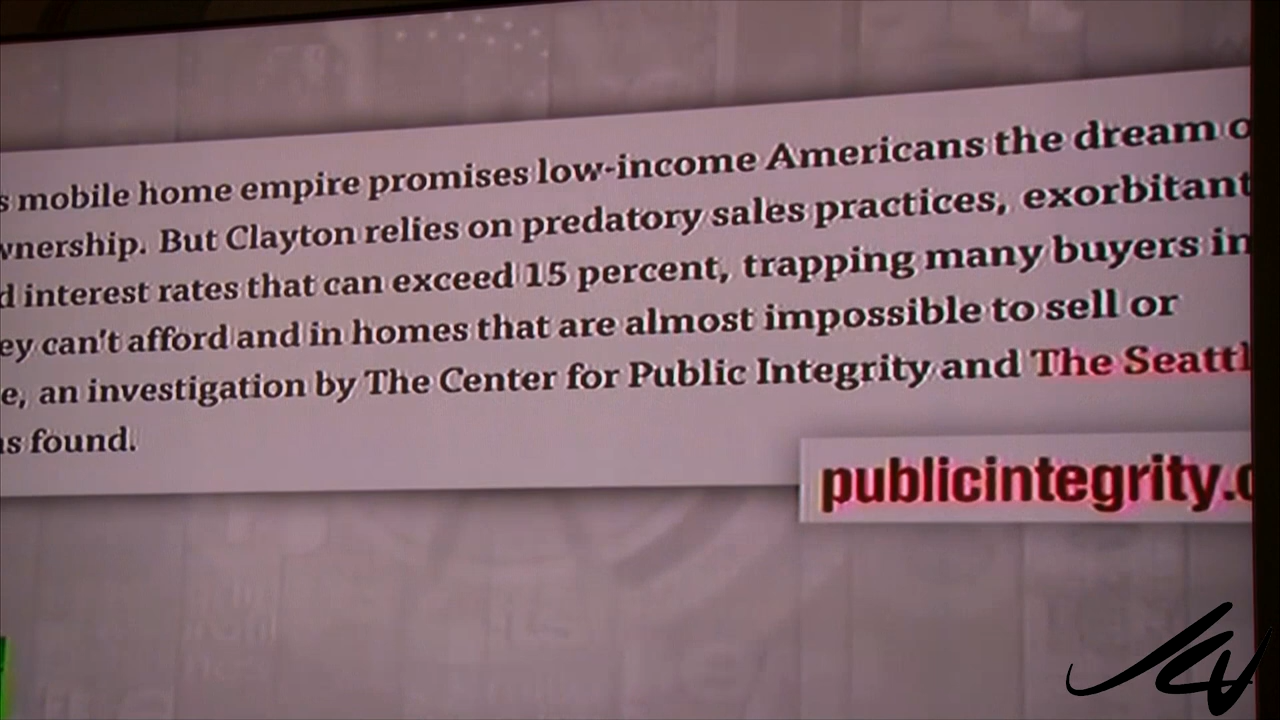 s mobile home empire promises low-income Americans the dream o
wnership. But Clayton relies on predatory sales practices, exorbitant
d interest rates that can exceed 15 percent, trapping many buyers in
ey can't afford and in homes that are almost impossible to sell or
e, an investigation by The Center for Public Integrity and The Seattl
as found.
publicintegrity.o